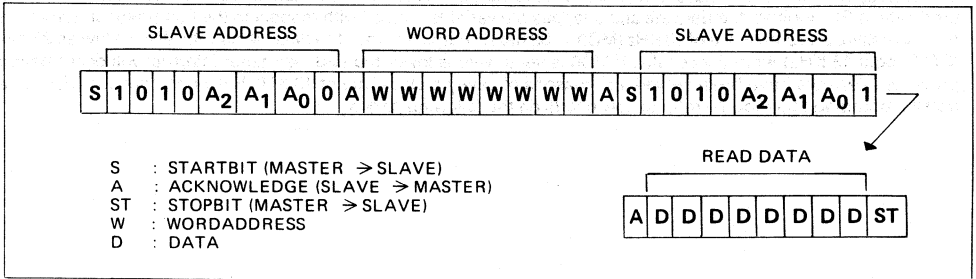 SLAVE ADDRESS WORD ADDRESS SLAVE ADDRESS
S 1 0 1 0 A2 A1 A0 0 A W W W W W W W W A S 1 0 1 0 A2 A1 A0 1
READ DATA
A D D D D D D D D ST
S : STARTBIT (MASTER → SLAVE)
A : ACKNOWLEDGE (SLAVE → MASTER)
ST : STOPBIT (MASTER → SLAVE)
W : WORDADDRESS
D : DATA